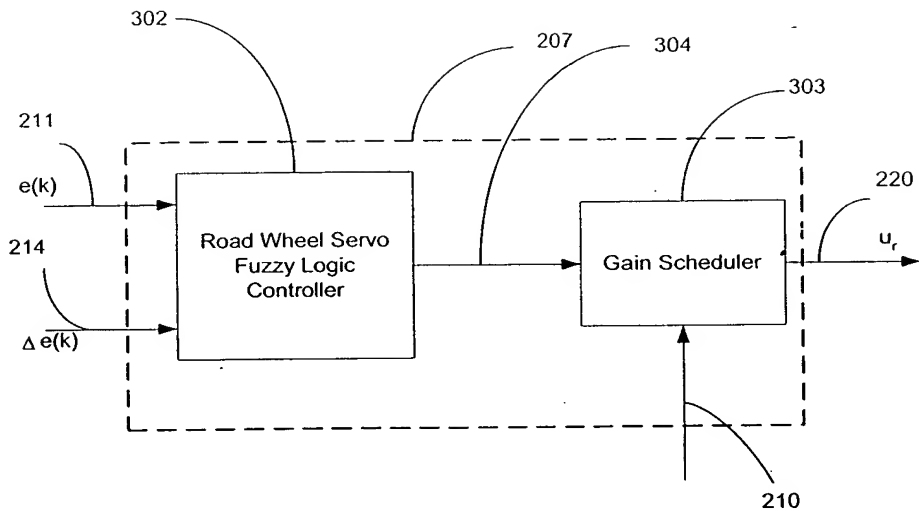 302
207
304
303
211
e(k)
220
u_r
214
Road Wheel Servo
Fuzzy Logic
Controller
Gain Scheduler
Δ e(k)
210